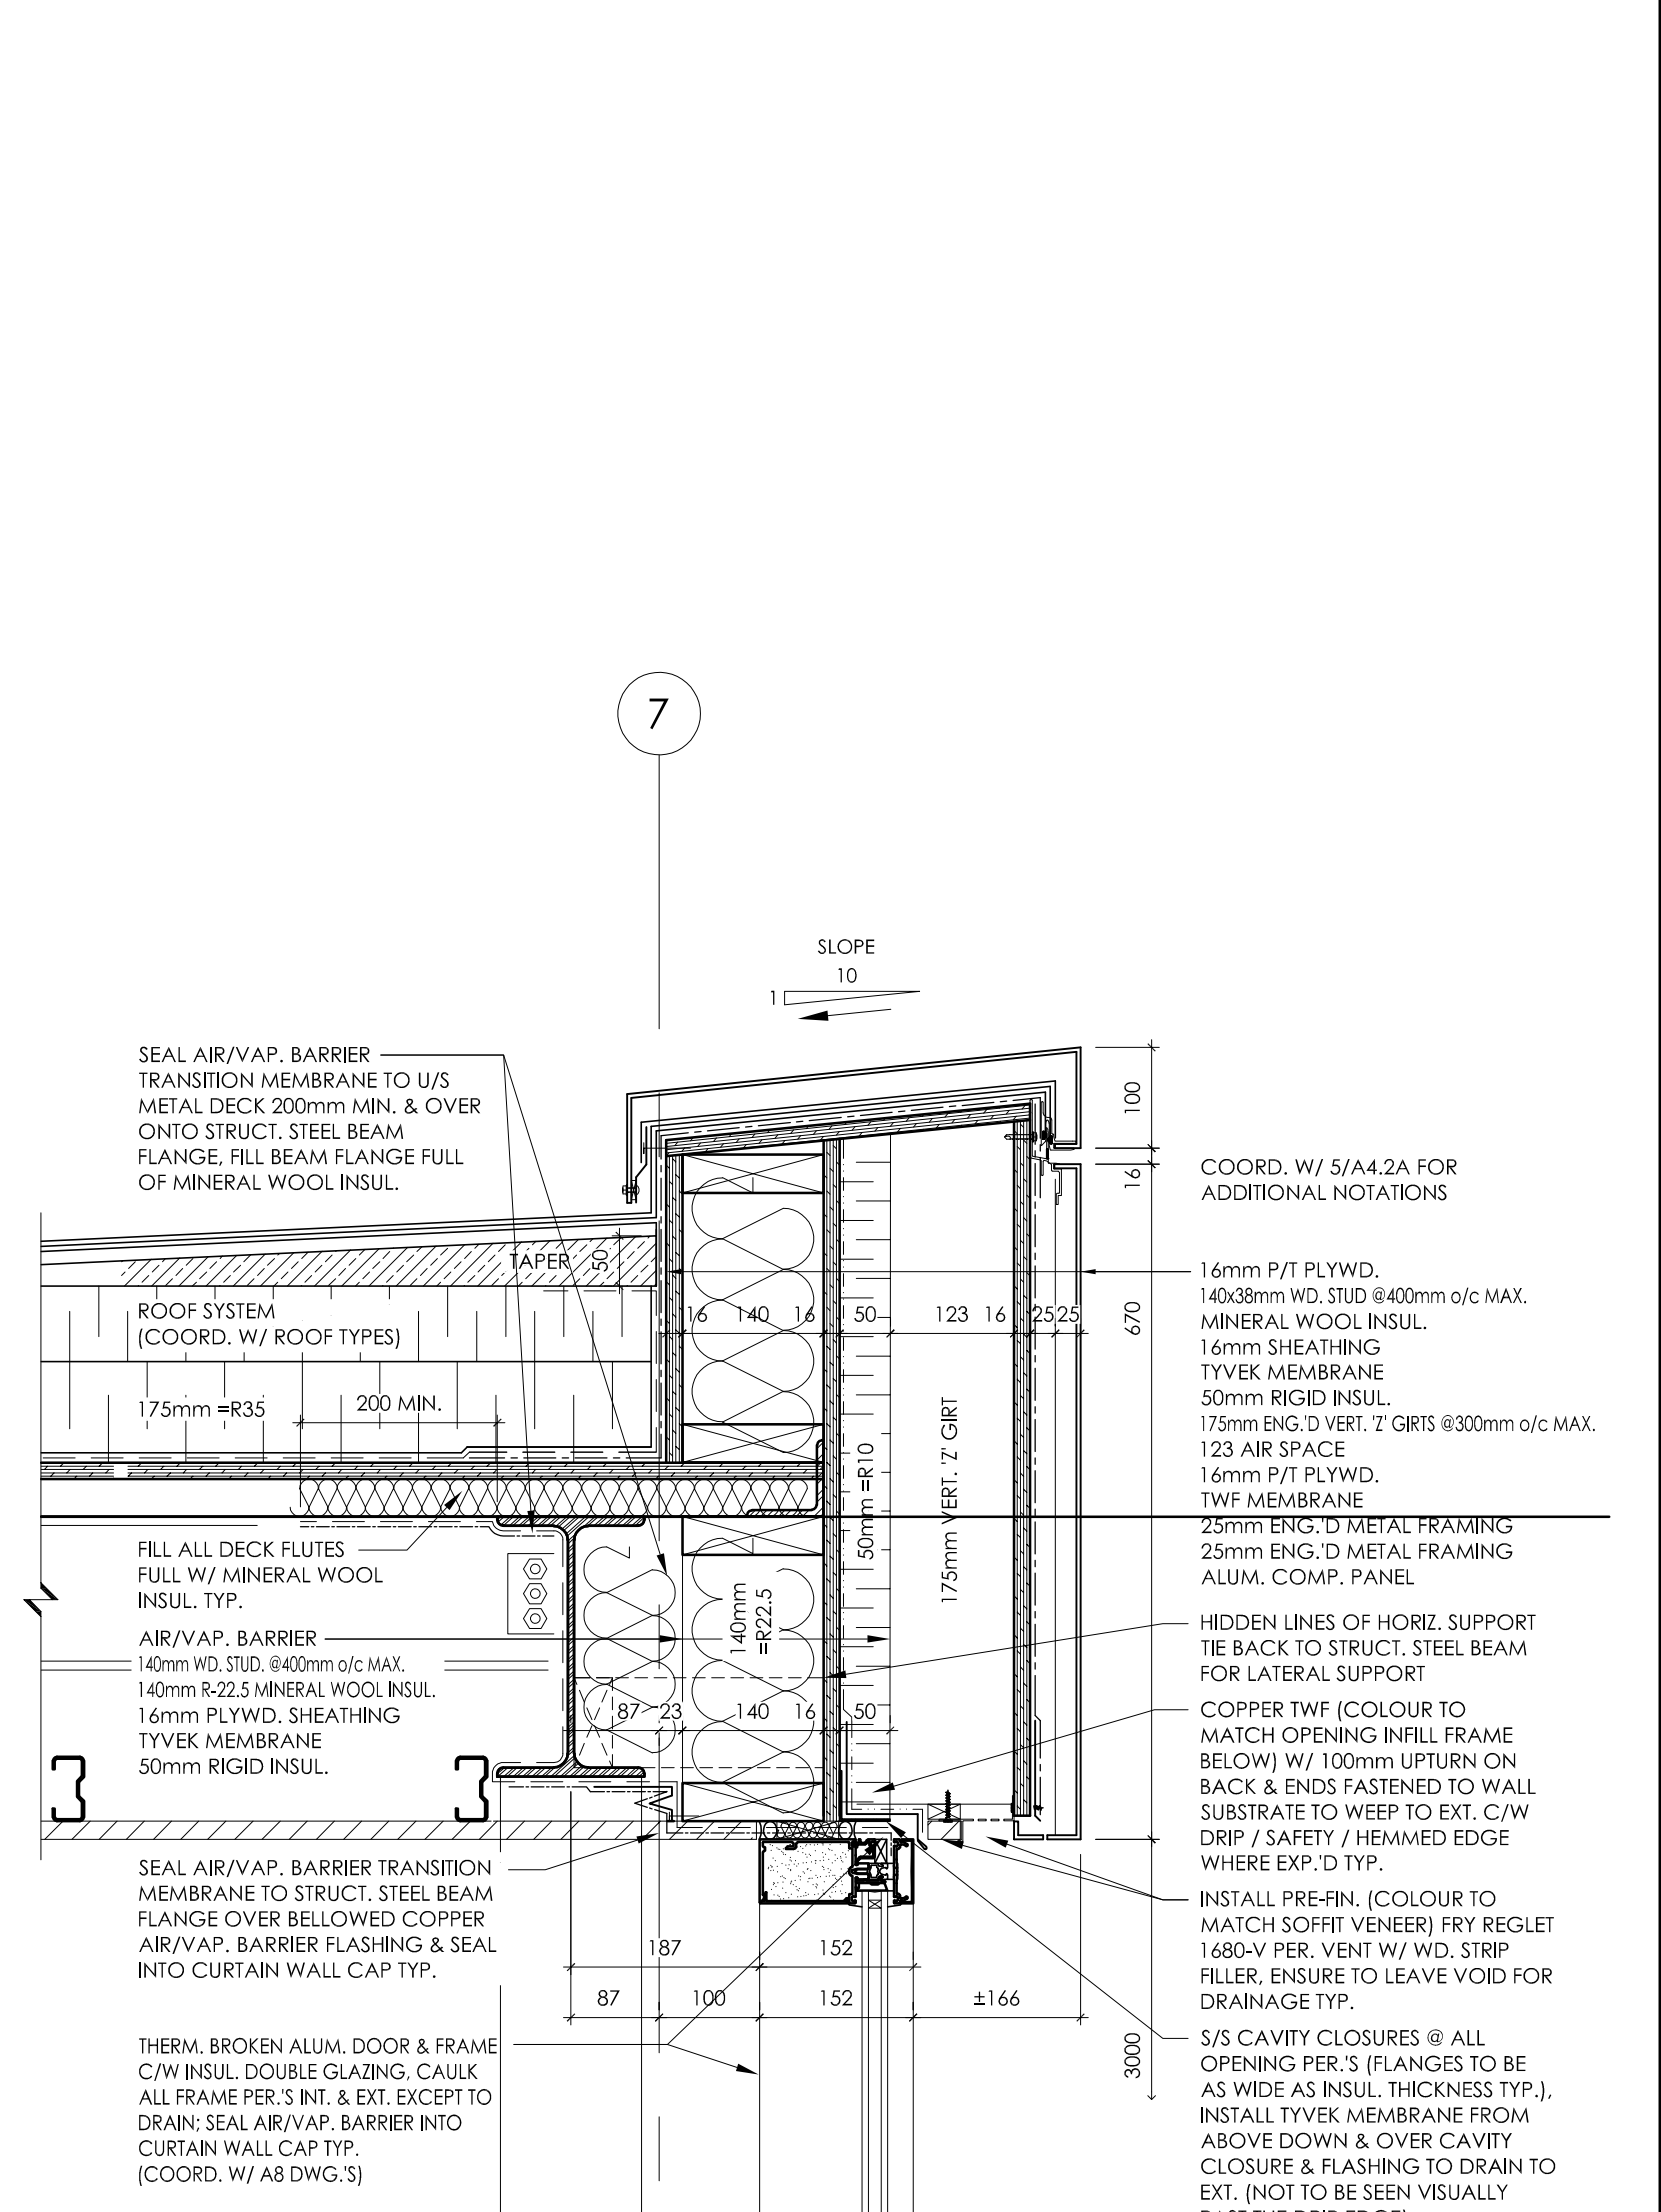 7
SLOPE
10
1
SEAL AIR/VAP. BARRIER
TRANSITION MEMBRANE TO U/S
METAL DECK 200mm MIN. & OVER
ONTO STRUCT. STEEL BEAM
FLANGE, FILL BEAM FLANGE FULL
OF MINERAL WOOL INSUL.
TAPER
50
ROOF SYSTEM
(COORD. W/ ROOF TYPES)
175mm =R35
200 MIN.
16 140 16 50 123 16 25 25
100
16
670
COORD. W/ 5/A4.2A FOR
ADDITIONAL NOTATIONS
16mm P/T PLYWD.
140x38mm WD. STUD @400mm o/c MAX.
MINERAL WOOL INSUL.
16mm SHEATHING
TYVEK MEMBRANE
50mm RIGID INSUL.
175mm ENG.'D VERT. 'Z' GIRTS @300mm o/c MAX.
123 AIR SPACE
16mm P/T PLYWD.
TWF MEMBRANE
25mm ENG.'D METAL FRAMING
25mm ENG.'D METAL FRAMING
ALUM. COMP. PANEL
50mm =R10
175mm VERT. 'Z' GIRT
140mm
=R22.5
FILL ALL DECK FLUTES
FULL W/ MINERAL WOOL
INSUL. TYP.
AIR/VAP. BARRIER
140mm WD. STUD. @400mm o/c MAX.
140mm R-22.5 MINERAL WOOL INSUL.
16mm PLYWD. SHEATHING
TYVEK MEMBRANE
50mm RIGID INSUL.
87 23 140 16 50
HIDDEN LINES OF HORIZ. SUPPORT
TIE BACK TO STRUCT. STEEL BEAM
FOR LATERAL SUPPORT
COPPER TWF (COLOUR TO
MATCH OPENING INFILL FRAME
BELOW) W/ 100mm UPTURN ON
BACK & ENDS FASTENED TO WALL
SUBSTRATE TO WEEP TO EXT. C/W
DRIP / SAFETY / HEMMED EDGE
WHERE EXP.'D TYP.
SEAL AIR/VAP. BARRIER TRANSITION
MEMBRANE TO STRUCT. STEEL BEAM
FLANGE OVER BELLOWED COPPER
AIR/VAP. BARRIER FLASHING & SEAL
INTO CURTAIN WALL CAP TYP.
INSTALL PRE-FIN. (COLOUR TO
MATCH SOFFIT VENEER) FRY REGLET
1680-V PER. VENT W/ WD. STRIP
FILLER, ENSURE TO LEAVE VOID FOR
DRAINAGE TYP.
187 152
87 100 152 ±166
3000
THERM. BROKEN ALUM. DOOR & FRAME
C/W INSUL. DOUBLE GLAZING, CAULK
ALL FRAME PER.'S INT. & EXT. EXCEPT TO
DRAIN; SEAL AIR/VAP. BARRIER INTO
CURTAIN WALL CAP TYP.
(COORD. W/ A8 DWG.'S)
S/S CAVITY CLOSURES @ ALL
OPENING PER.'S (FLANGES TO BE
AS WIDE AS INSUL. THICKNESS TYP.),
INSTALL TYVEK MEMBRANE FROM
ABOVE DOWN & OVER CAVITY
CLOSURE & FLASHING TO DRAIN TO
EXT. (NOT TO BE SEEN VISUALLY